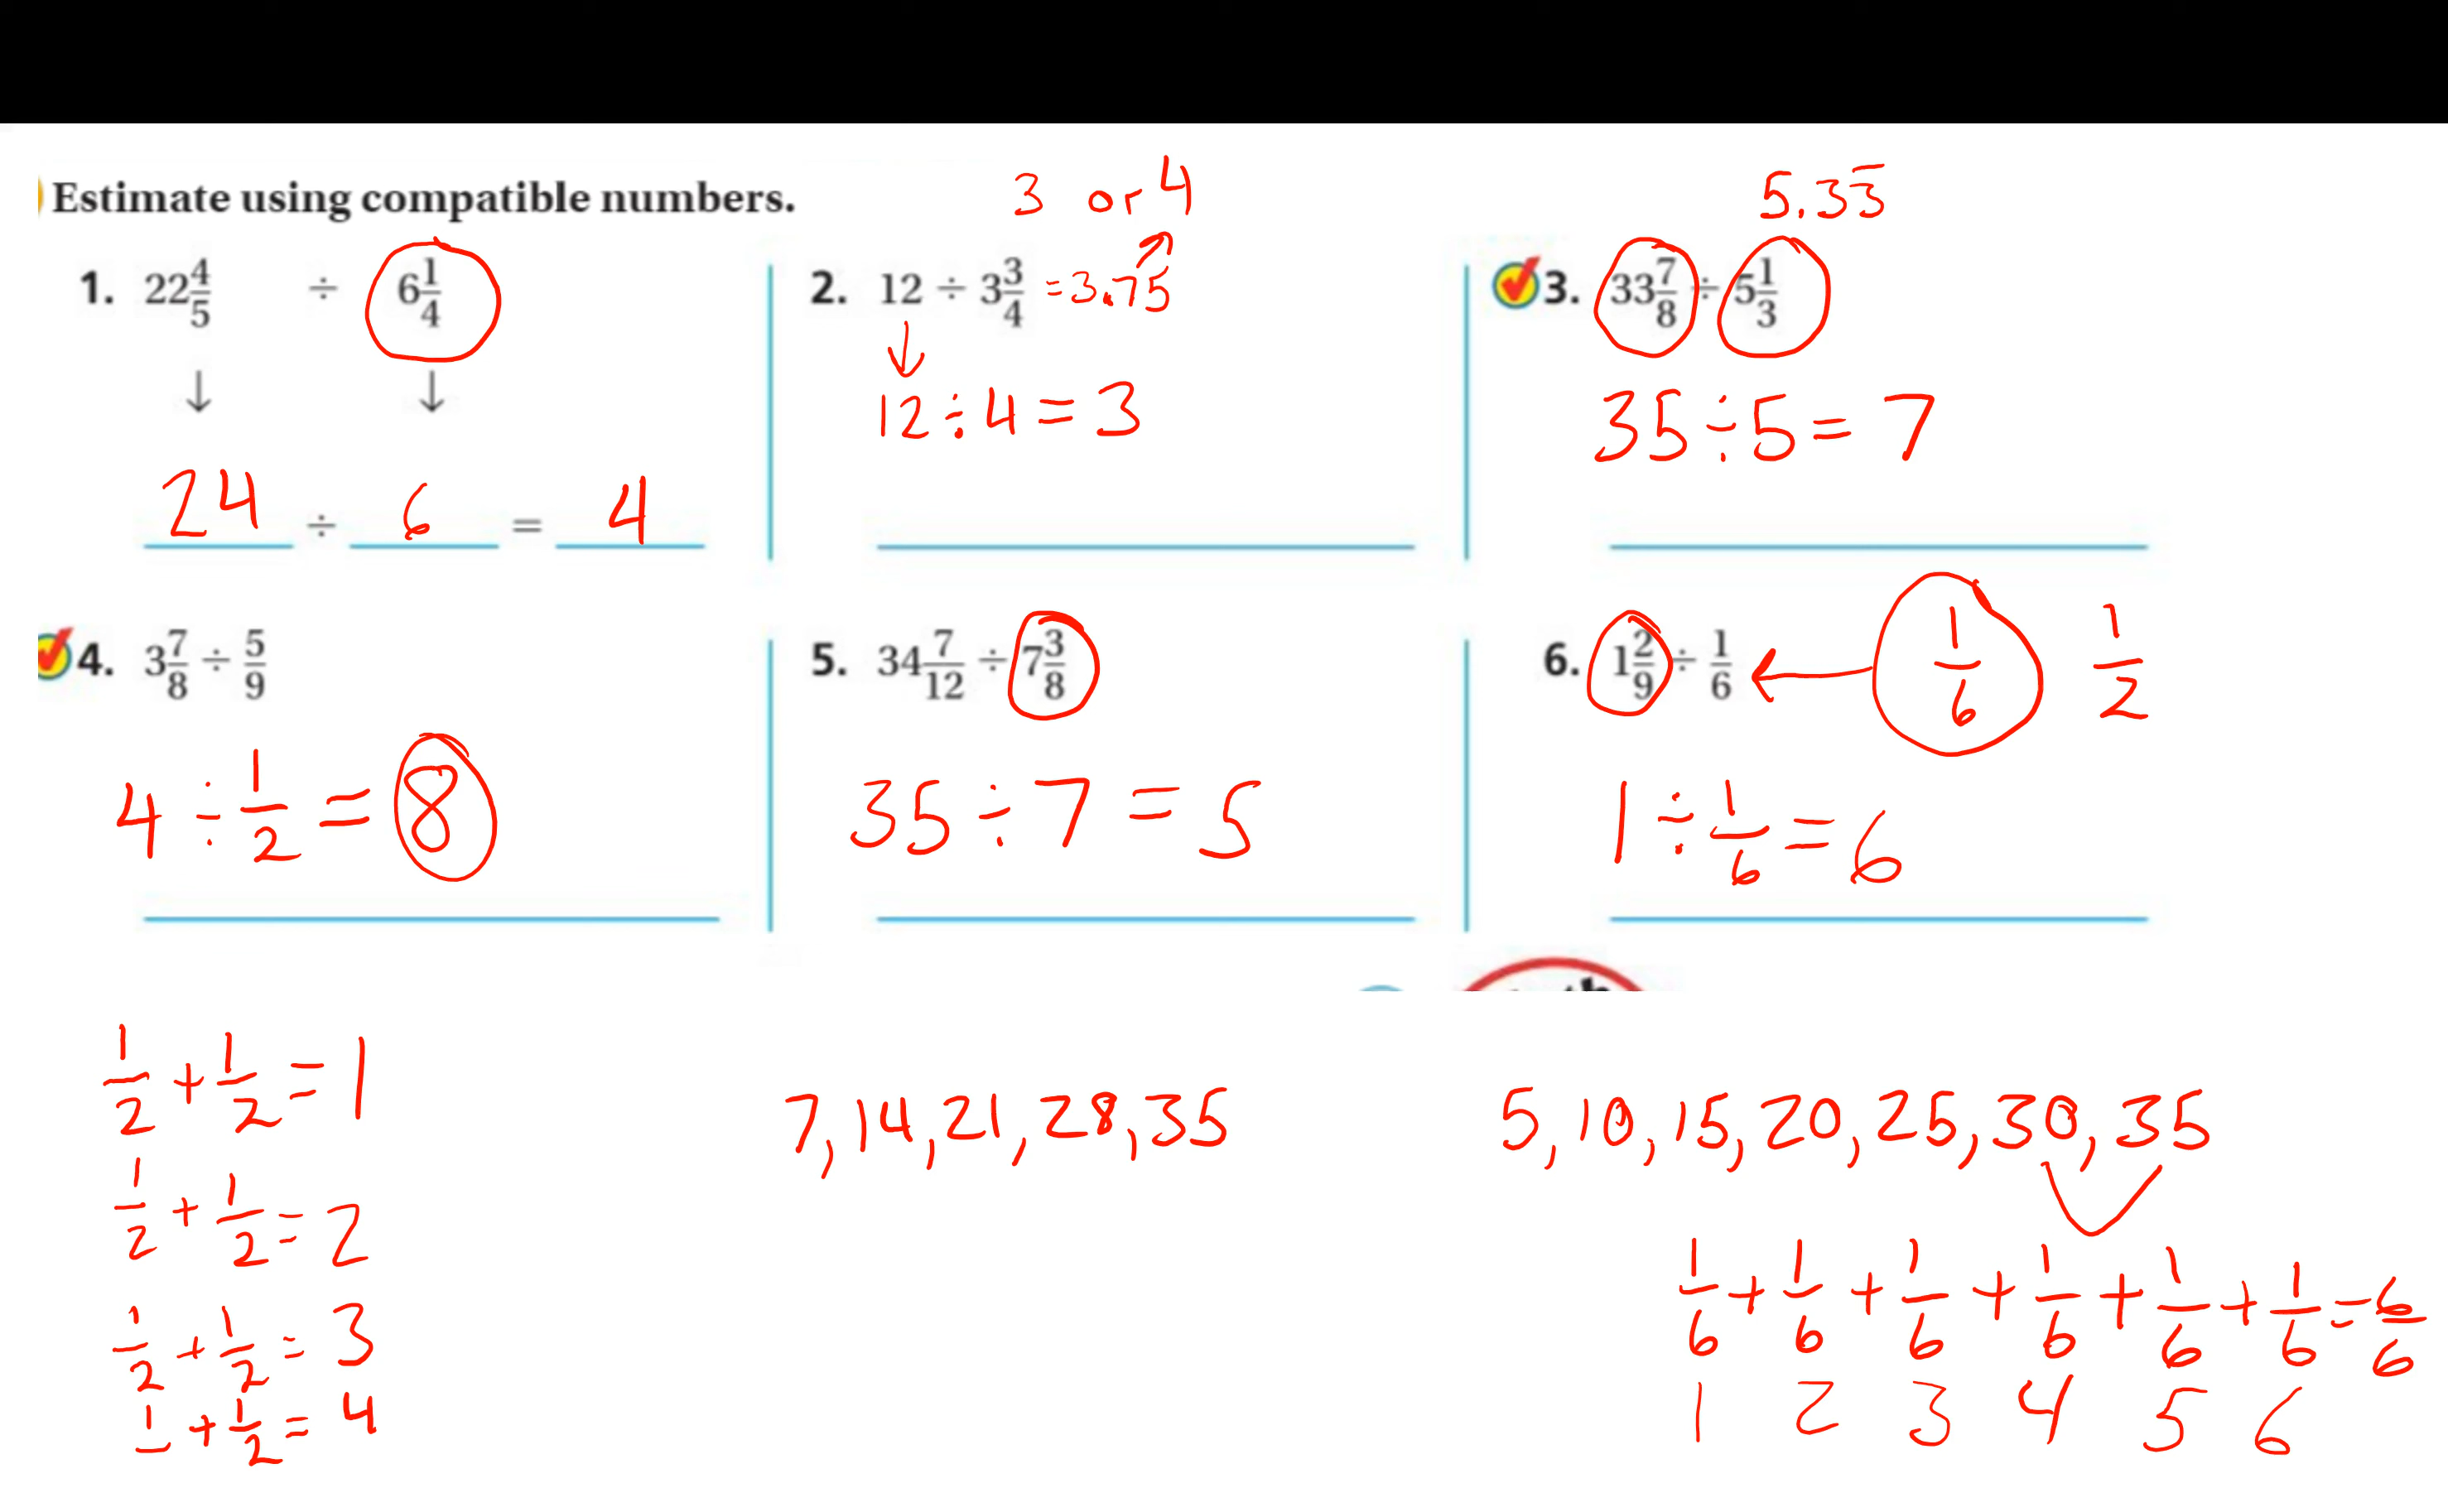 Estimate using compatible numbers.
3 or 4
5.33̅
1. 22 4/5 ÷ 6 1/4
2. 12 ÷ 3 3/4 = 3.75
3. 33 7/8 ÷ 5 1/3
↓ ↓
↓
24 ÷ 6 = 4
12 ÷ 4 = 3
35 ÷ 5 = 7
4. 3 7/8 ÷ 5/9
5. 34 7/12 ÷ 7 3/8
6. 1 2/9 ÷ 1/6 ← 1/6 1/2
4 ÷ 1/2 = 8
35 ÷ 7 = 5
1 ÷ 1/6 = 6
1/2 + 1/2 = 1
1/2 + 1/2 = 2
1/2 + 1/2 = 3
1 + 1/2 = 4
7, 14, 21, 28, 35
5, 10, 15, 20, 25, 30, 35
1/6 + 1/6 + 1/6 + 1/6 + 1/6 + 1/6 = 6/6
1 2 3 4 5 6